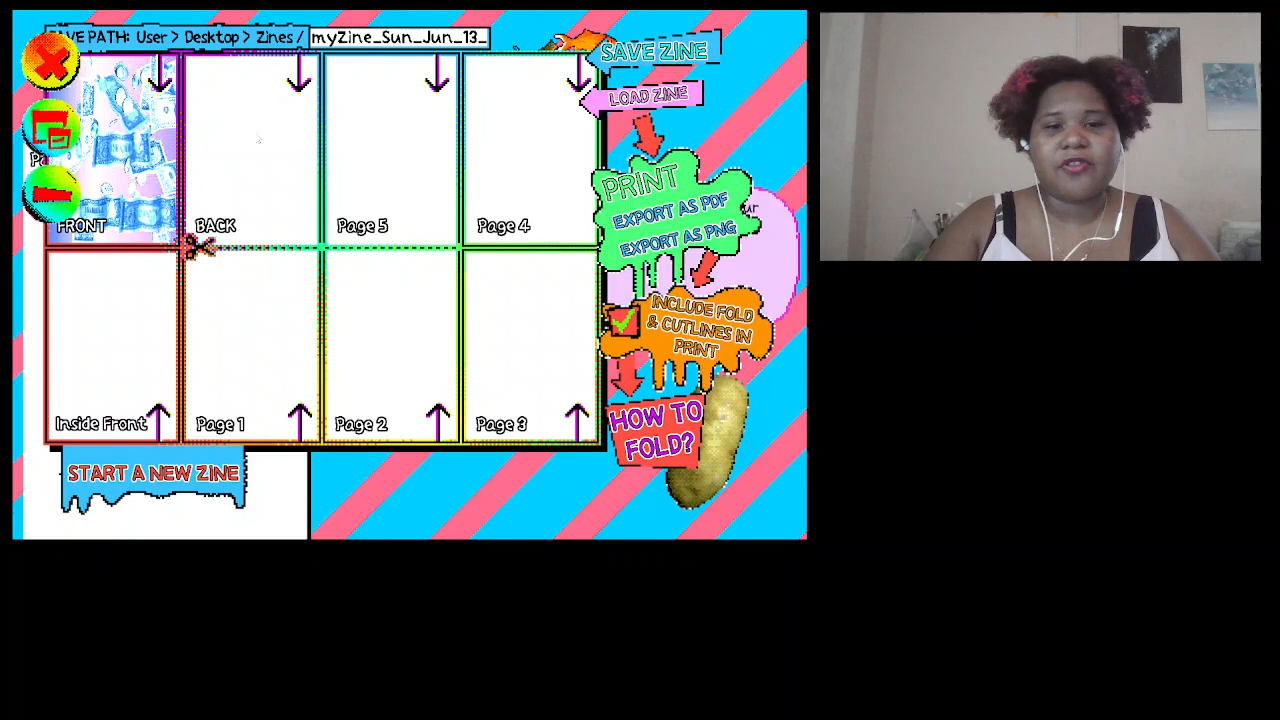 AVE PATH: User > Desktop > Zines / myZine_Sun_Jun_13_
SAVE ZINE
LOAD ZINE
PRINT
EXPORT AS PDF
EXPORT AS PNG
FRONT
BACK
Page 5
Page 4
INCLUDE FOLD
& CUTLINES IN
PRINT
HOW TO
FOLD?
Inside Front
Page 1
Page 2
Page 3
START A NEW ZINE